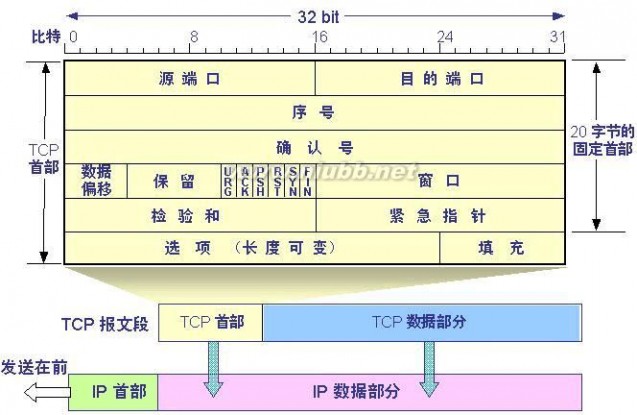 32 bit
比特 0 8 16 24 31
源端口 目的端口
序号
TCP首部
20 字节的固定首部
确认号
数据偏移 保留 URG ACK PSH RST SYN FIN 窗口
检验和 紧急指针
选项 (长度可变) 填充
TCP 报文段 TCP 首部 TCP 数据部分
发送在前
IP 首部 IP 数据部分